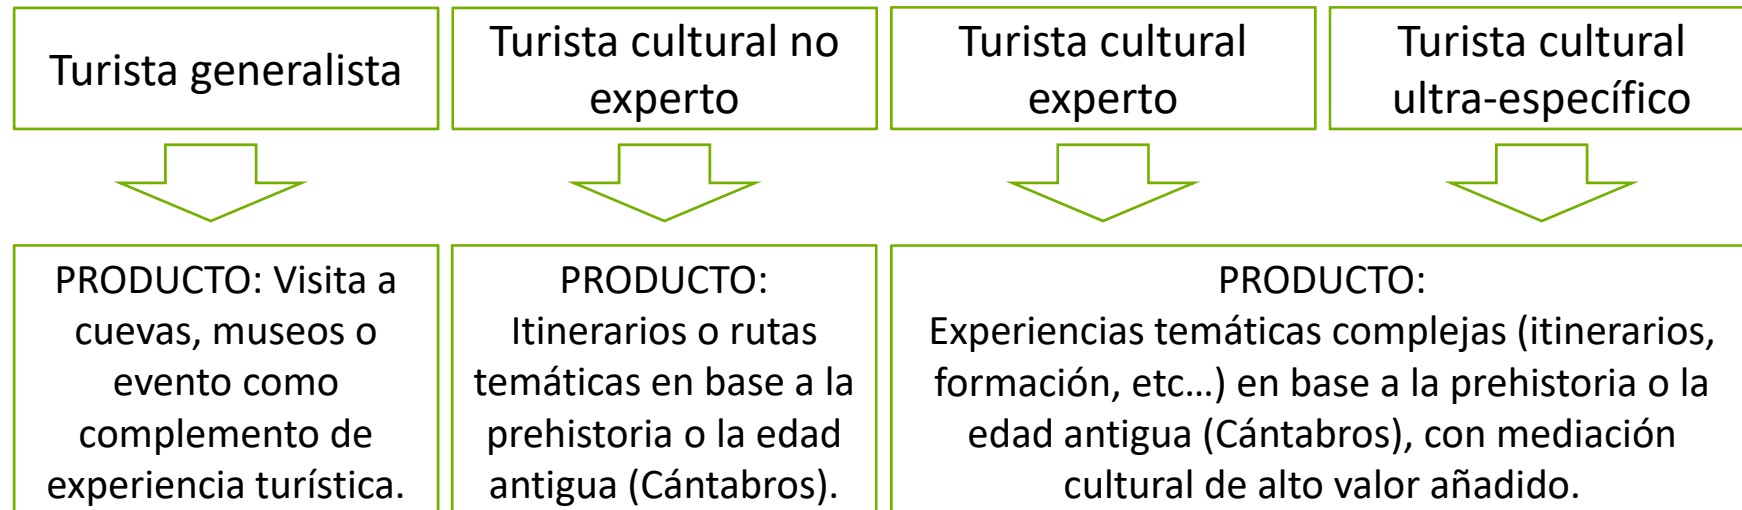 Turista generalista
Turista cultural no
experto
Turista cultural
experto
Turista cultural
ultra-específico
PRODUCTO: Visita a
cuevas, museos o
evento como
complemento de
experiencia turística.
PRODUCTO:
Itinerarios o rutas
temáticas en base a la
prehistoria o la edad
antigua (Cántabros).
PRODUCTO:
Experiencias temáticas complejas (itinerarios,
formación, etc…) en base a la prehistoria o la
edad antigua (Cántabros), con mediación
cultural de alto valor añadido.